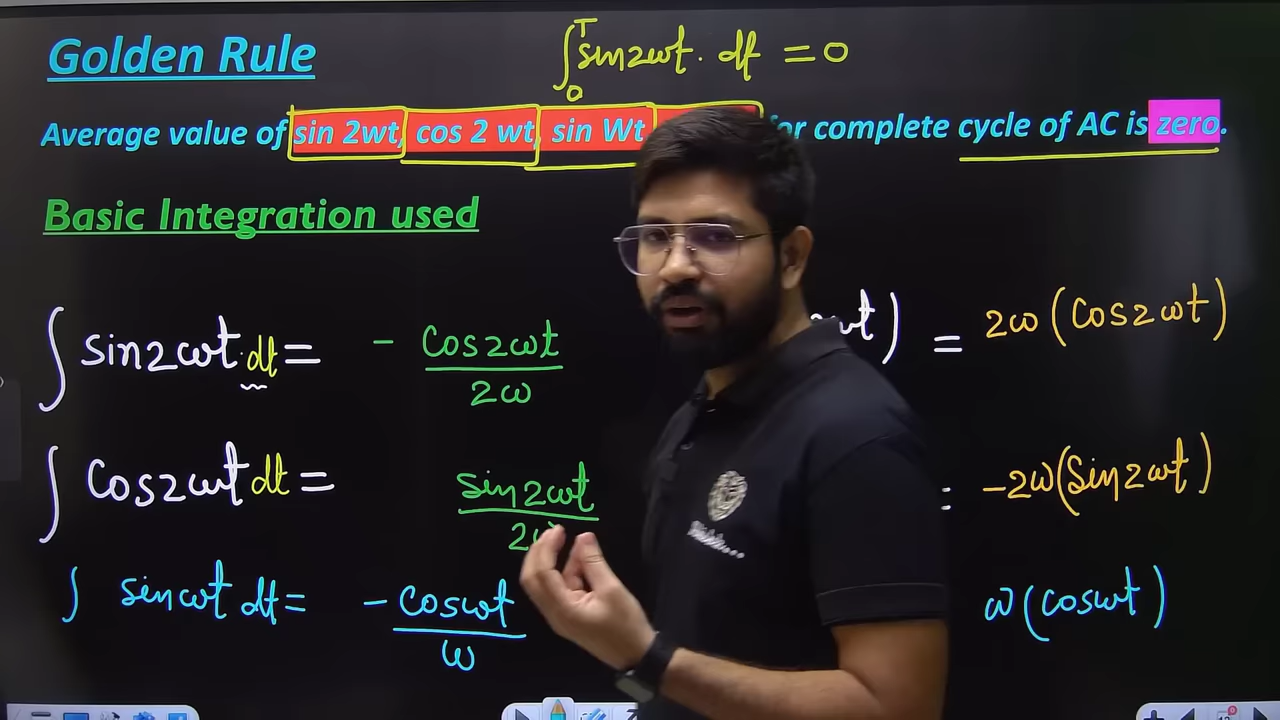 Golden Rule
∫₀ᵀ sin2ωt. dt = 0
Average value of sin 2wt, cos 2 wt, sin Wt for complete cycle of AC is zero.
Basic Integration used
∫ sin2ωt.dt = - Cos2ωt / 2ω
ωt) = 2ω(Cos2ωt)
∫ Cos2ωt dt = sin2ωt / 2ω
= -2ω(Sin2ωt)
∫ sinωt dt = - cosωt / ω
ω(cosωt)